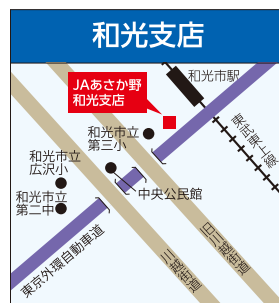 和光支店
JAあさか野
和光支店
和光市駅
東武東上線
和光市立
第三小
和光市立
広沢小
中央公民館
和光市立
第二中
東京外環自動車道
川越街道
旧川越街道